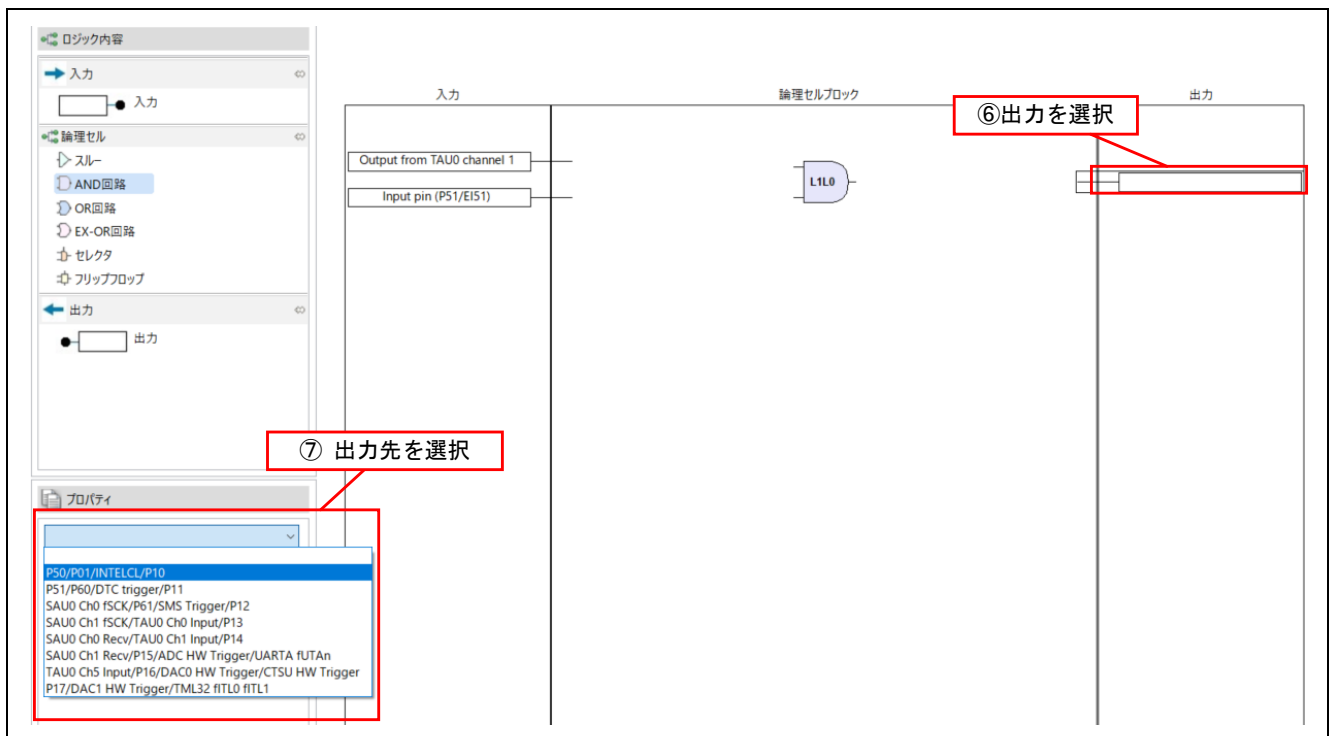 ロジック内容
入力
入力
論理セル
スルー
AND回路
OR回路
EX-OR回路
セレクタ
フリップフロップ
出力
出力
入力
論理セルブロック
出力
⑥出力を選択
Output from TAU0 channel 1
Input pin (P51/EI51)
L1L0
⑦ 出力先を選択
プロパティ
P50/P01/INTELCL/P10
P51/P60/DTC trigger/P11
SAU0 Ch0 fSCK/P61/SMS Trigger/P12
SAU0 Ch1 fSCK/TAU0 Ch0 Input/P13
SAU0 Ch0 Recv/TAU0 Ch1 Input/P14
SAU0 Ch1 Recv/P15/ADC HW Trigger/UARTA fUTAn
TAU0 Ch5 Input/P16/DAC0 HW Trigger/CTSU HW Trigger
P17/DAC1 HW Trigger/TML32 fITL0 fITL1